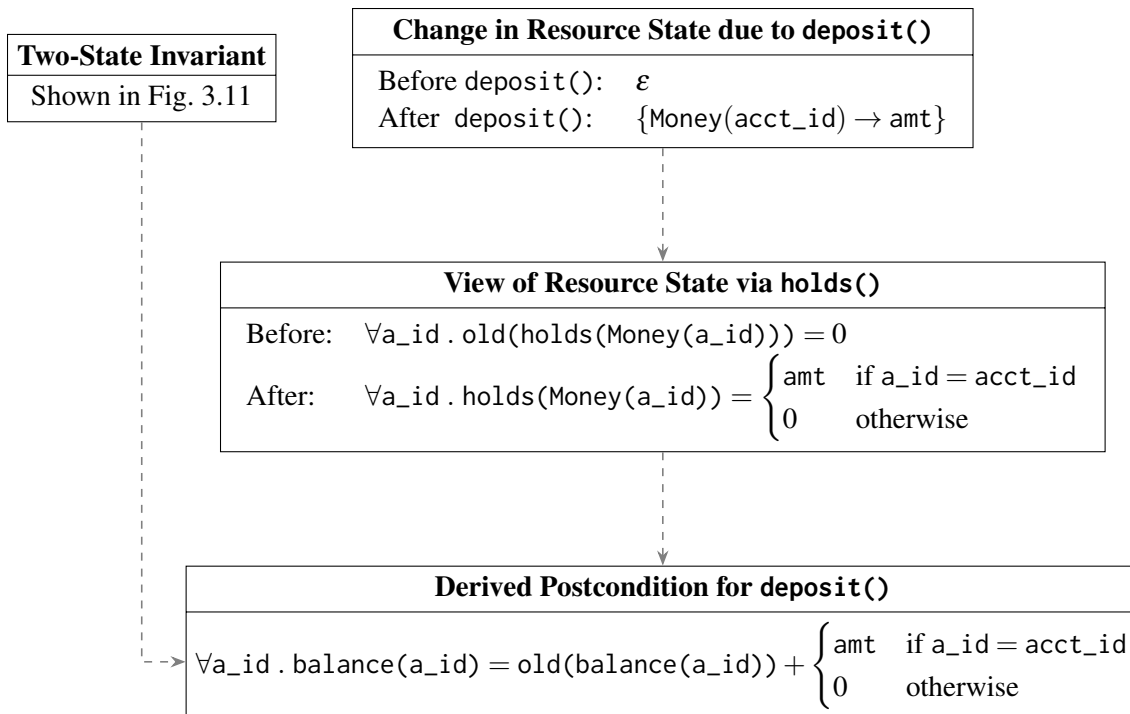 Two-State Invariant
Shown in Fig. 3.11
Change in Resource State due to deposit()
Before deposit(): ε
After deposit(): {Money(acct_id) → amt}
View of Resource State via holds()
Before: ∀a_id . old(holds(Money(a_id))) = 0
After: ∀a_id . holds(Money(a_id)) = { amt if a_id = acct_id
0 otherwise
Derived Postcondition for deposit()
∀a_id . balance(a_id) = old(balance(a_id)) + { amt if a_id = acct_id
0 otherwise